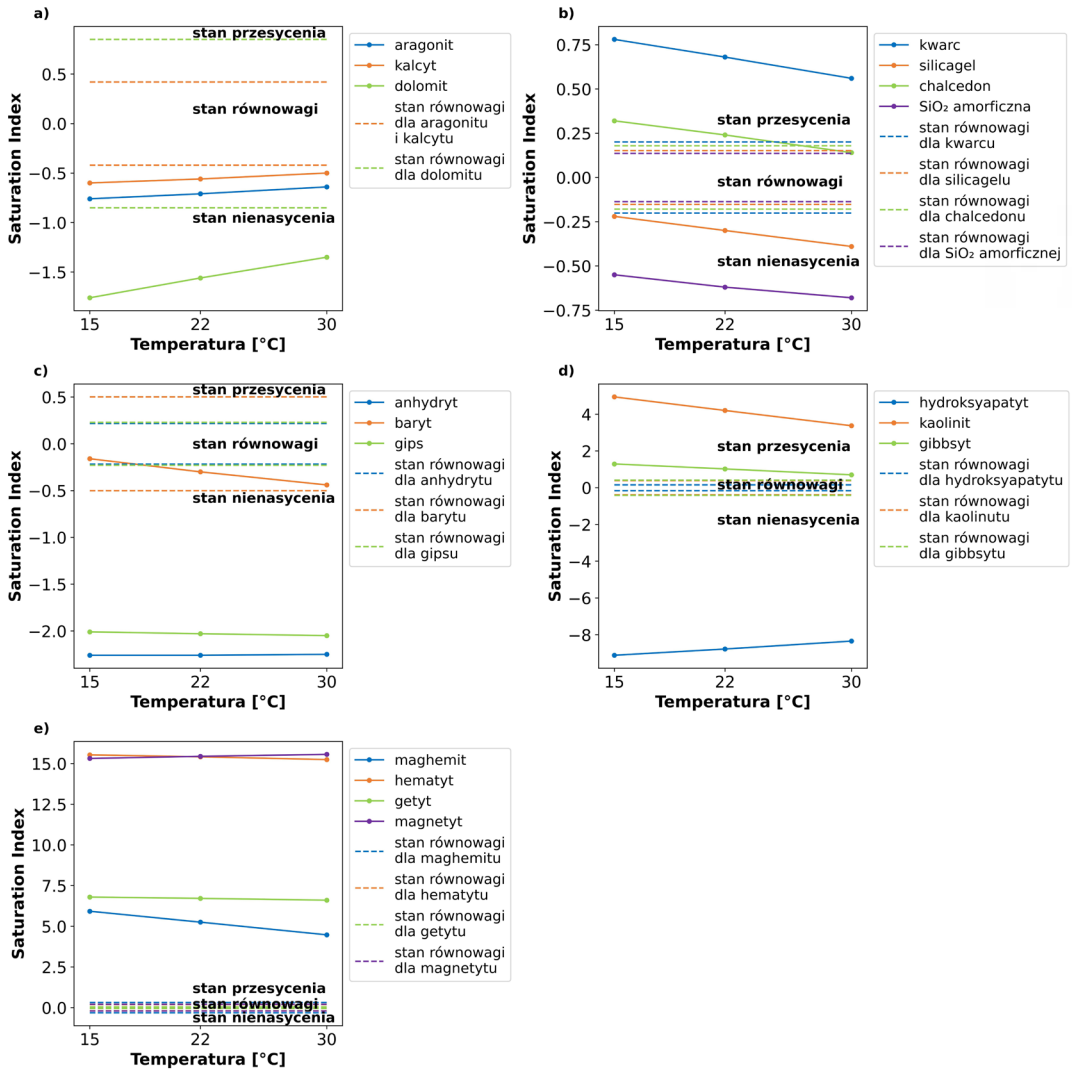 a)
stan przesycenia
stan równowagi
stan nienasycenia
0.5
0.0
−0.5
−1.0
−1.5
15
22
30
Saturation Index
Temperatura [°C]
aragonit
kalcyt
dolomit
stan równowagi
dla aragonitu
i kalcytu
stan równowagi
dla dolomitu
b)
stan przesycenia
stan równowagi
stan nienasycenia
0.75
0.50
0.25
0.00
−0.25
−0.50
−0.75
15
22
30
Saturation Index
Temperatura [°C]
kwarc
silicagel
chalcedon
SiO₂ amorficzna
stan równowagi
dla kwarcu
stan równowagi
dla silicagelu
stan równowagi
dla chalcedonu
stan równowagi
dla SiO₂ amorficznej
c)
stan przesycenia
stan równowagi
stan nienasycenia
0.5
0.0
−0.5
−1.0
−1.5
−2.0
15
22
30
Saturation Index
Temperatura [°C]
anhydryt
baryt
gips
stan równowagi
dla anhydrytu
stan równowagi
dla barytu
stan równowagi
dla gipsu
d)
stan przesycenia
stan równowagi
stan nienasycenia
4
2
0
−2
−4
−6
−8
15
22
30
Saturation Index
Temperatura [°C]
hydroksyapatyt
kaolinit
gibbsyt
stan równowagi
dla hydroksyapatytu
stan równowagi
dla kaolinutu
stan równowagi
dla gibbsytu
e)
stan przesycenia
stan równowagi
stan nienasycenia
15.0
12.5
10.0
7.5
5.0
2.5
0.0
15
22
30
Saturation Index
Temperatura [°C]
maghemit
hematyt
getyt
magnetyt
stan równowagi
dla maghemitu
stan równowagi
dla hematytu
stan równowagi
dla getytu
stan równowagi
dla magnetytu